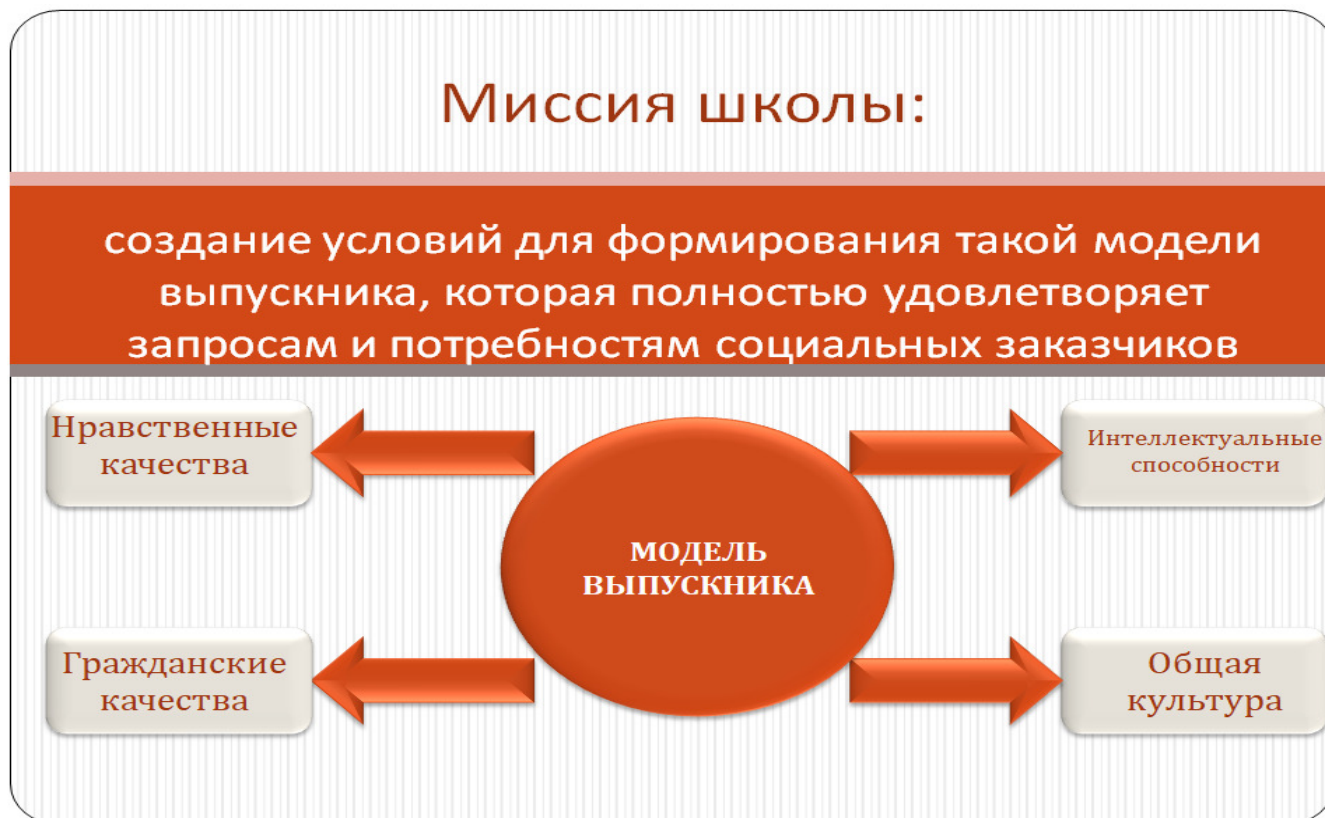 Миссия школы:
создание условий для формирования такой модели
выпускника, которая полностью удовлетворяет
запросам и потребностям социальных заказчиков
Нравственные
качества
Интеллектуальные
способности
МОДЕЛЬ
ВЫПУСКНИКА
Гражданские
качества
Общая
культура